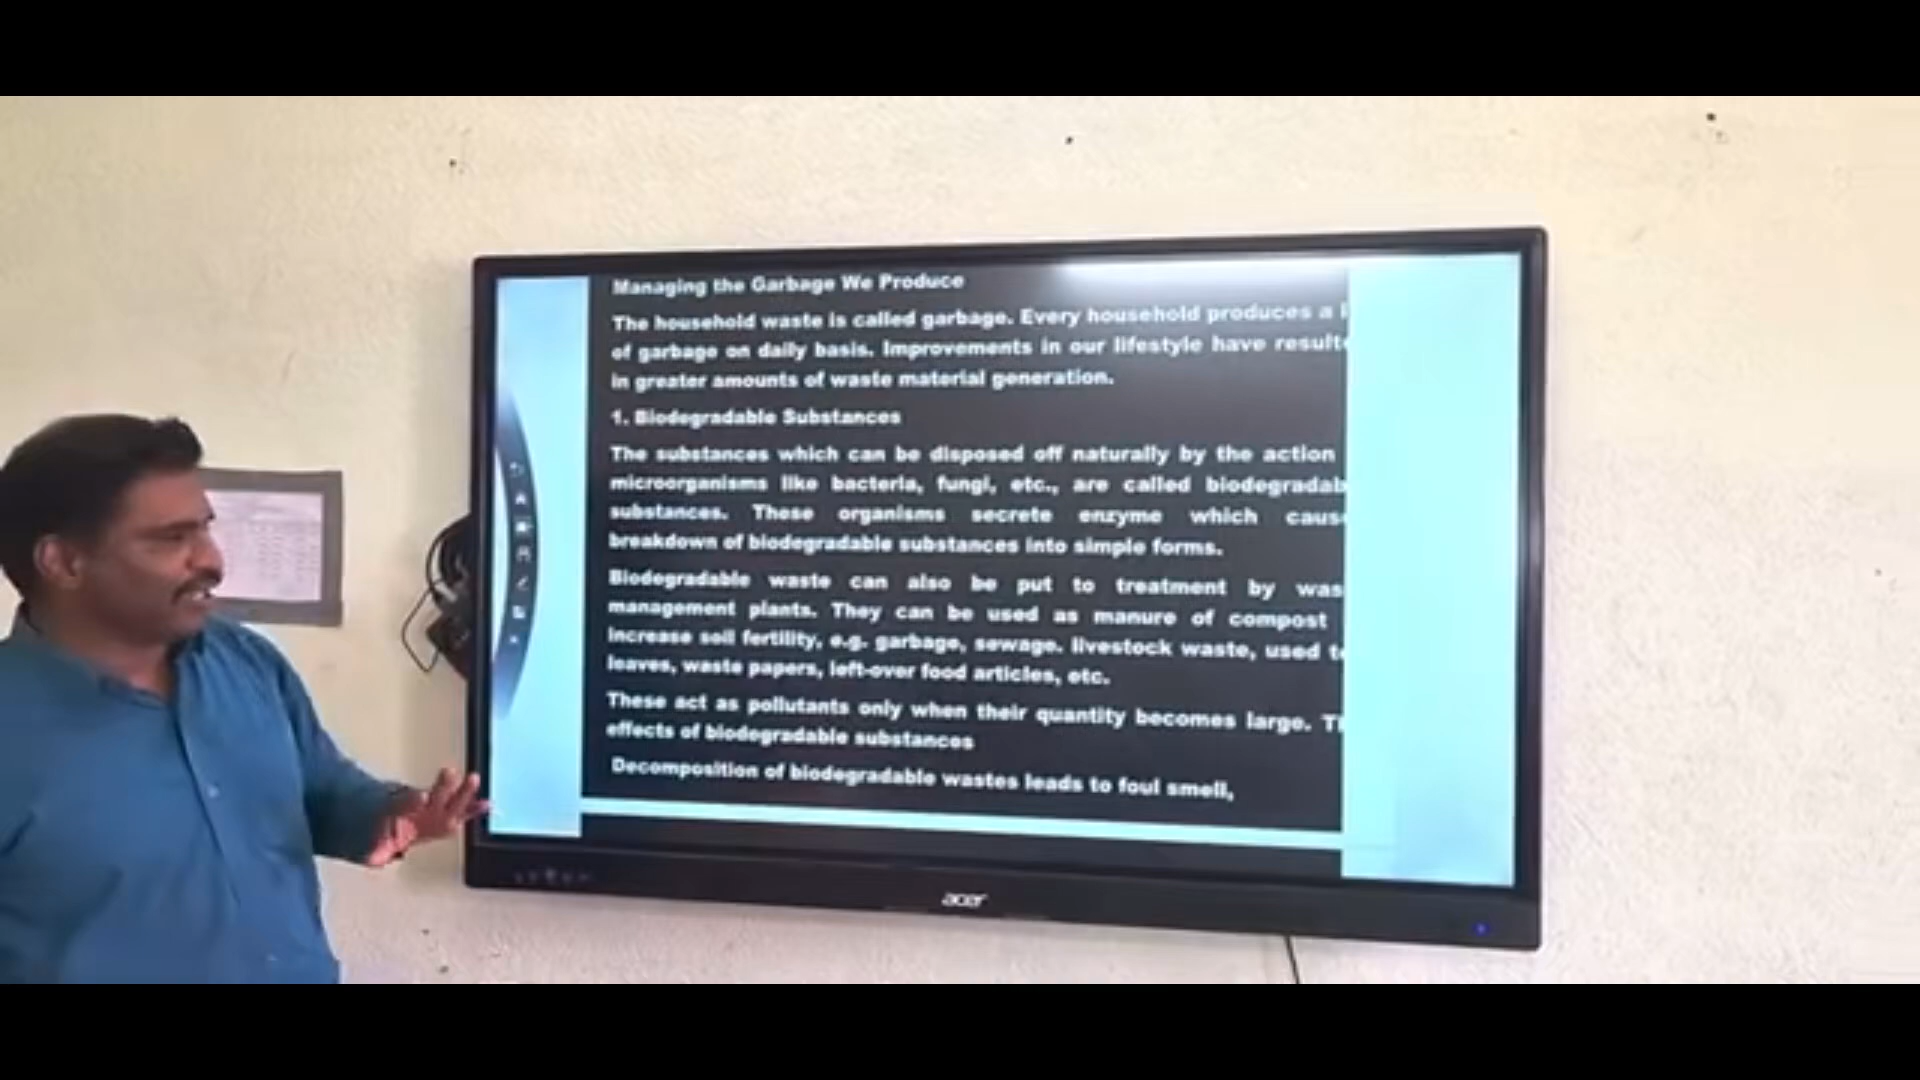 Managing the Garbage We Produce
The household waste is called garbage. Every household produces a l
of garbage on daily basis. Improvements in our lifestyle have resulte
in greater amounts of waste material generation.
1. Biodegradable Substances
The substances which can be disposed off naturally by the action
microorganisms like bacteria, fungi, etc., are called biodegradab
substances. These organisms secrete enzyme which cause
breakdown of biodegradable substances into simple forms.
Biodegradable waste can also be put to treatment by was
management plants. They can be used as manure of compost
increase soil fertility, e.g. garbage, sewage. livestock waste, used te
leaves, waste papers, left-over food articles, etc.
These act as pollutants only when their quantity becomes large. Th
effects of biodegradable substances
Decomposition of biodegradable wastes leads to foul smell,
acer